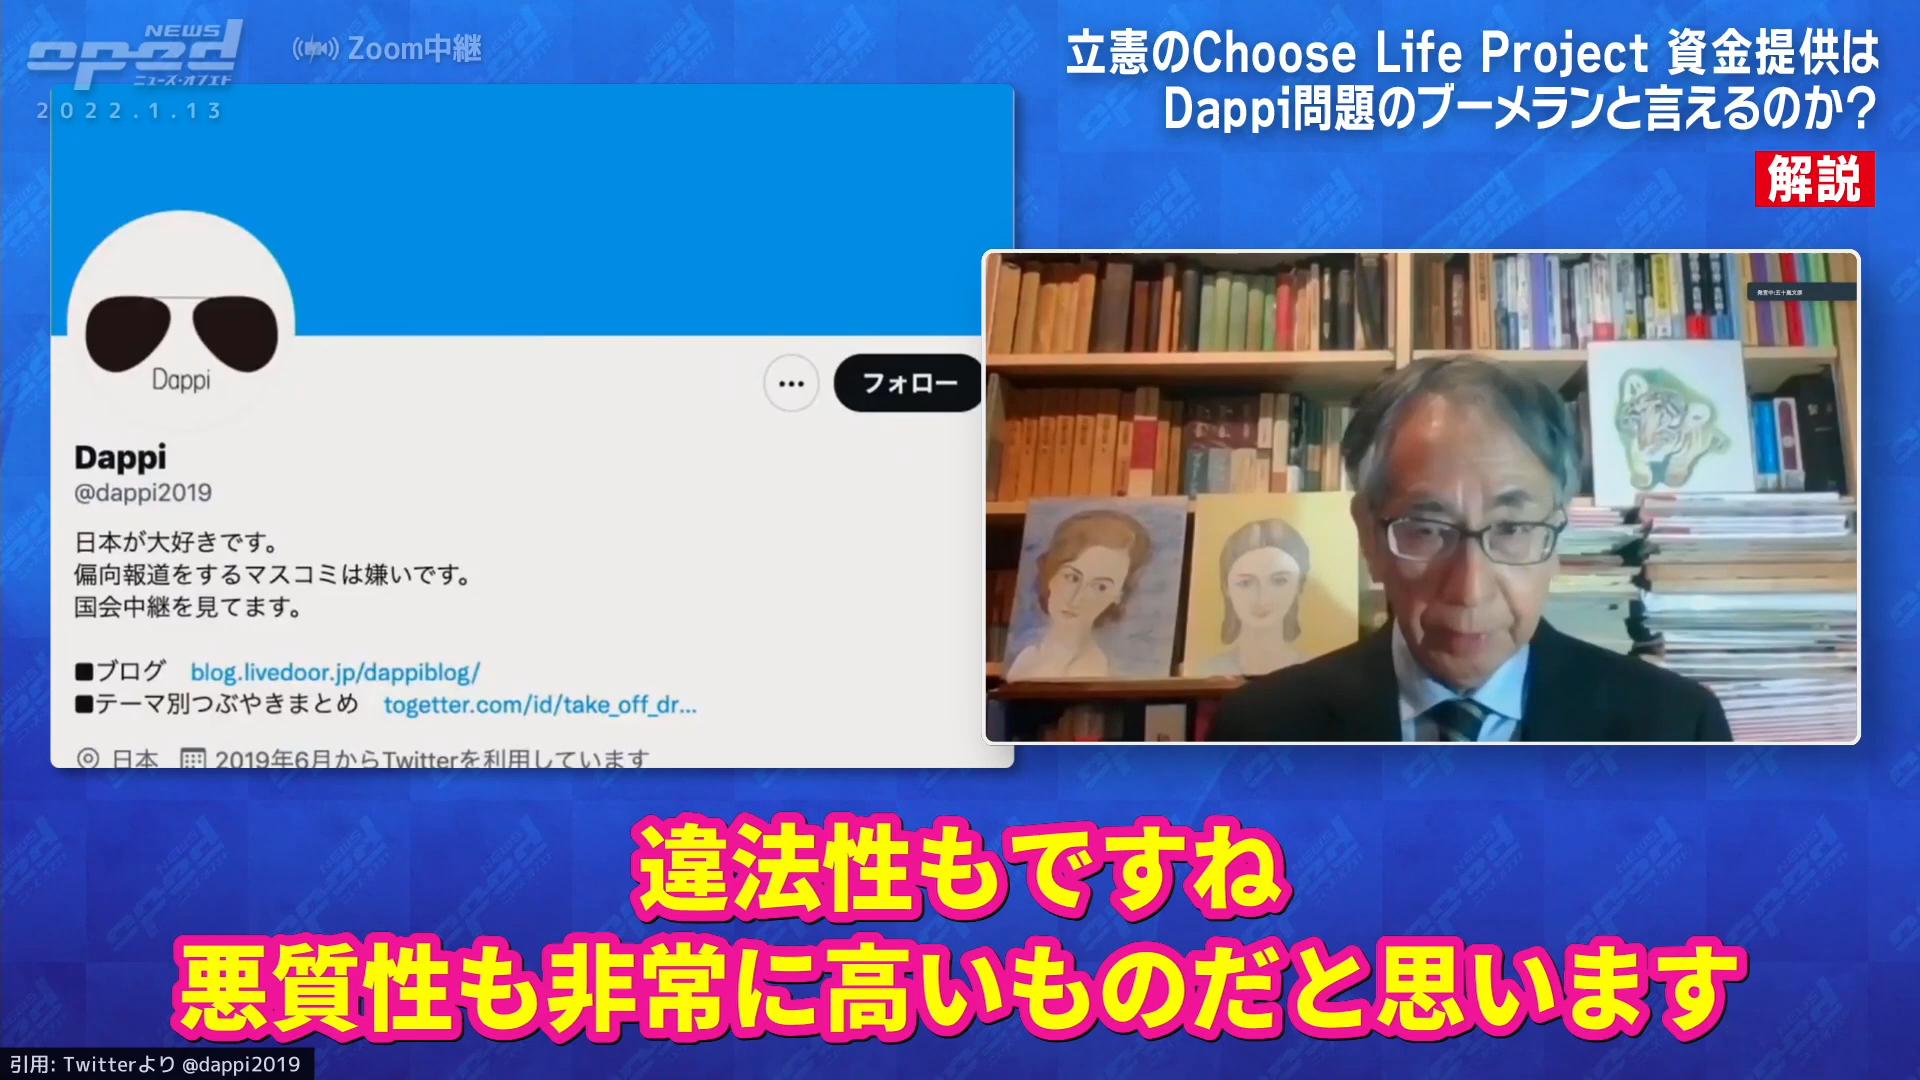 NEWS
oped
ニューズ・オプエド
2022.1.13
Zoom中継
立憲のChoose Life Project 資金提供は
Dappi問題のブーメランと言えるのか?
解説
Dappi
フォロー
Dappi
@dappi2019
日本が大好きです。
偏向報道をするマスコミは嫌いです。
国会中継を見てます。
■ブログ blog.livedoor.jp/dappiblog/
■テーマ別つぶやきまとめ togetter.com/id/take_off_dr...
日本 2019年6月からTwitterを利用しています
違法性もですね
悪質性も非常に高いものだと思います
引用: Twitterより @dappi2019